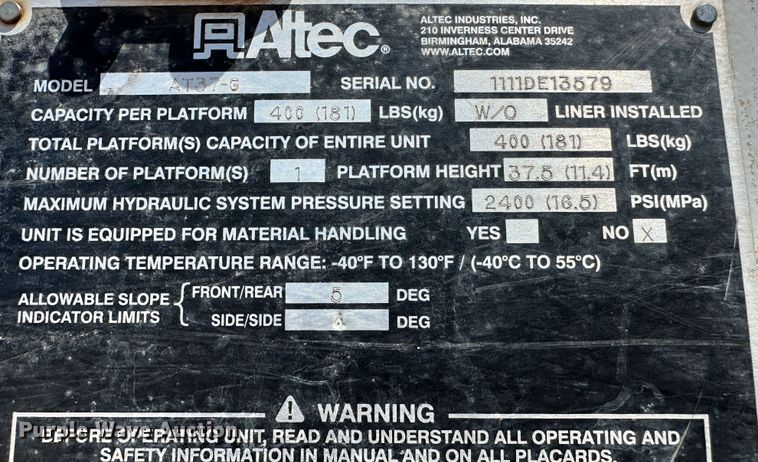 Altec®
ALTEC INDUSTRIES, INC.
210 INVERNESS CENTER DRIVE
BIRMINGHAM, ALABAMA 35242
WWW.ALTEC.COM
MODEL AT37-G SERIAL NO. 1111DE13579
CAPACITY PER PLATFORM 400 (181) LBS(kg) W/O LINER INSTALLED
TOTAL PLATFORM(S) CAPACITY OF ENTIRE UNIT 400 (181) LBS(kg)
NUMBER OF PLATFORM(S) 1 PLATFORM HEIGHT 37.5 (11.4) FT(m)
MAXIMUM HYDRAULIC SYSTEM PRESSURE SETTING 2400 (16.5) PSI(MPa)
UNIT IS EQUIPPED FOR MATERIAL HANDLING YES NO X
OPERATING TEMPERATURE RANGE: -40°F TO 130°F / (-40°C TO 55°C)
ALLOWABLE SLOPE INDICATOR LIMITS
FRONT/REAR 5 DEG
SIDE/SIDE DEG
WARNING
BEFORE OPERATING UNIT, READ AND UNDERSTAND ALL OPERATING AND
SAFETY INFORMATION IN MANUAL AND ON ALL PLACARDS.
Purple Wave Auction